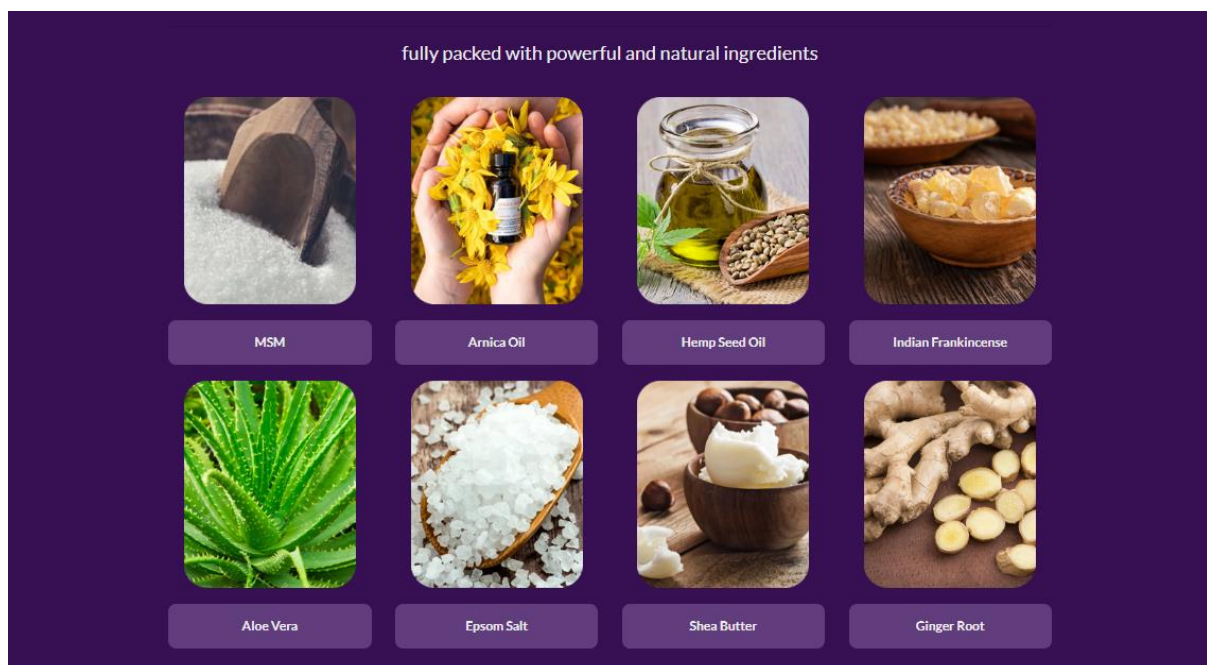 fully packed with powerful and natural ingredients
MSM
Arnica Oil
Hemp Seed Oil
Indian Frankincense
Aloe Vera
Epsom Salt
Shea Butter
Ginger Root